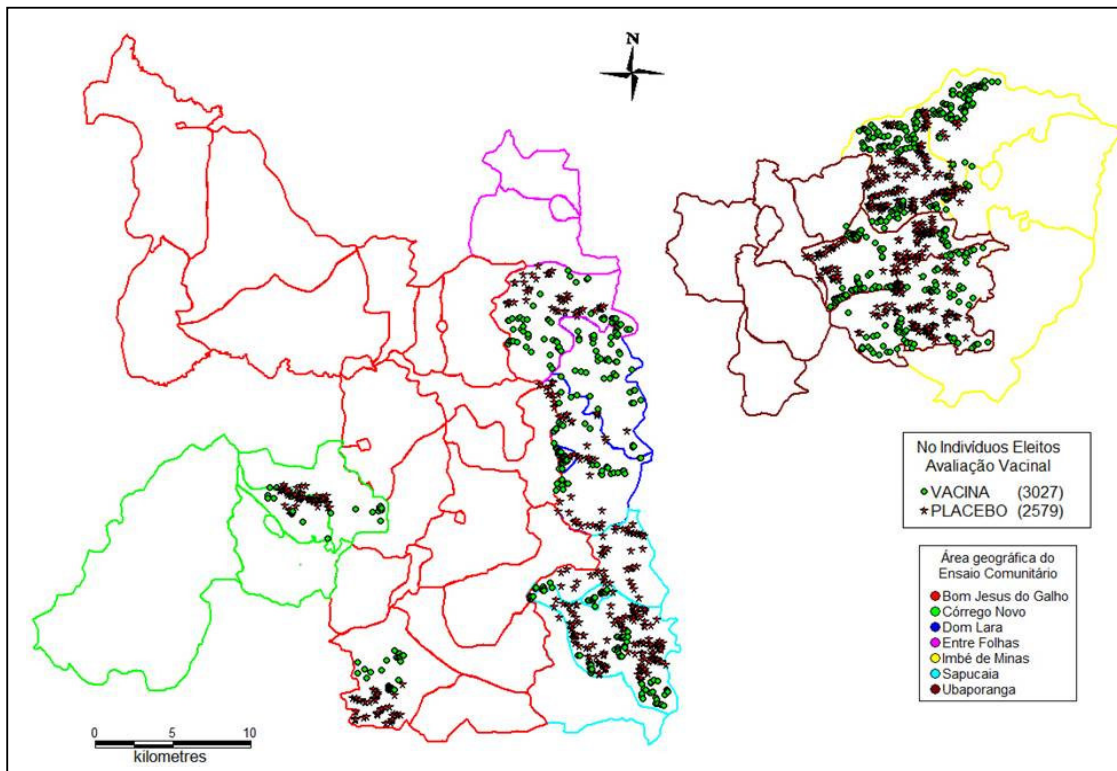 N
No Indivíduos Eleitos
Avaliação Vacinal
VACINA (3027)
PLACEBO (2579)
Área geográfica do
Ensaio Comunitário
Bom Jesus do Galho
Córrego Novo
Dom Lara
Entre Folhas
Imbé de Minas
Sapucaia
Ubaporanga
0 5 10
kilometres